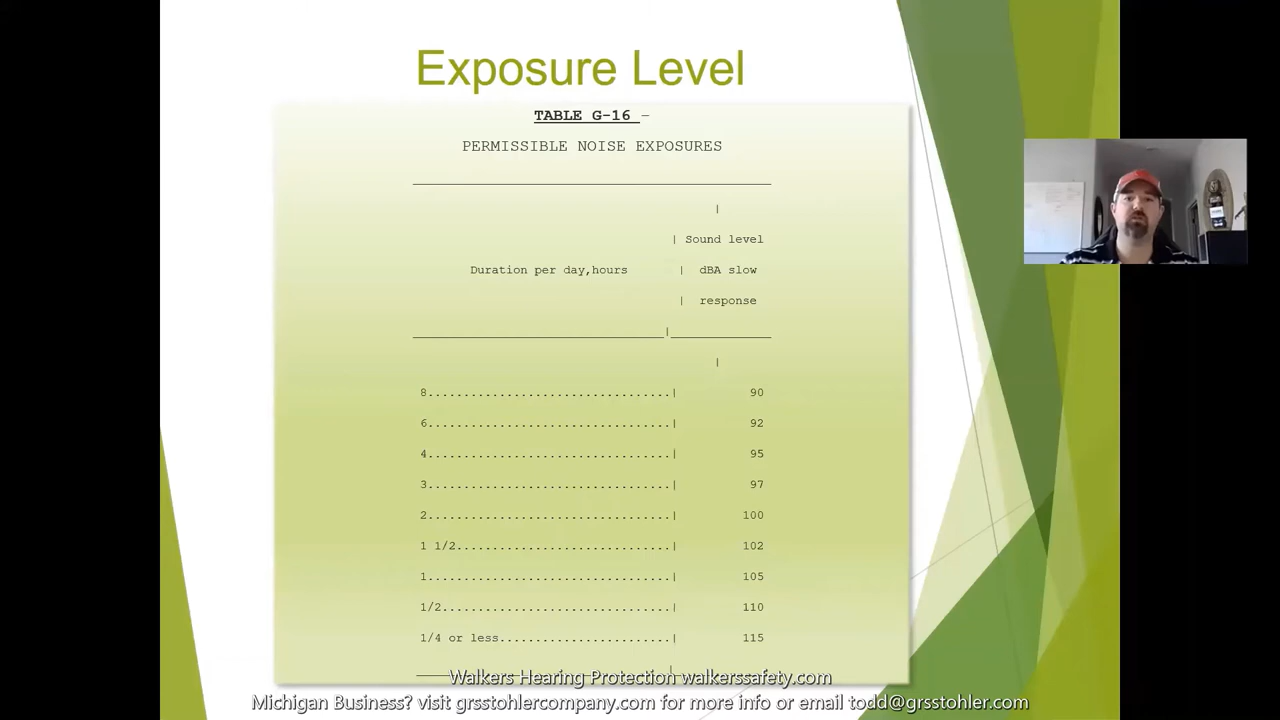 Exposure Level
TABLE G-16 –
PERMISSIBLE NOISE EXPOSURES
________________________________________
|
| Sound level
Duration per day,hours | dBA slow
| response
____________________________|___________
|
8..................................| 90
6..................................| 92
4..................................| 95
3..................................| 97
2..................................| 100
1 1/2..............................| 102
1..................................| 105
1/2................................| 110
1/4 or less........................| 115
Walkers Hearing Protection walkerssafety.com
Michigan Business? visit grsstohlercompany.com for more info or email todd@grsstohler.com